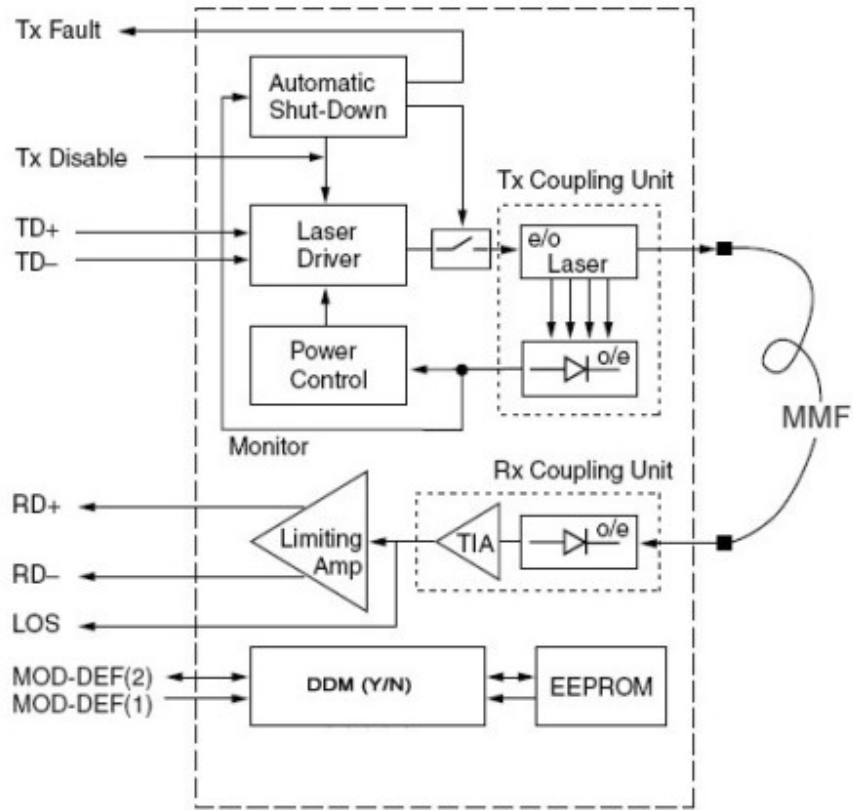 Tx Fault
Automatic
Shut-Down
Tx Disable
Tx Coupling Unit
TD+
TD–
Laser
Driver
e/o
Laser
Power
Control
o/e
MMF
Monitor
Rx Coupling Unit
RD+
RD–
Limiting
Amp
TIA
o/e
LOS
MOD-DEF(2)
MOD-DEF(1)
DDM (Y/N)
EEPROM